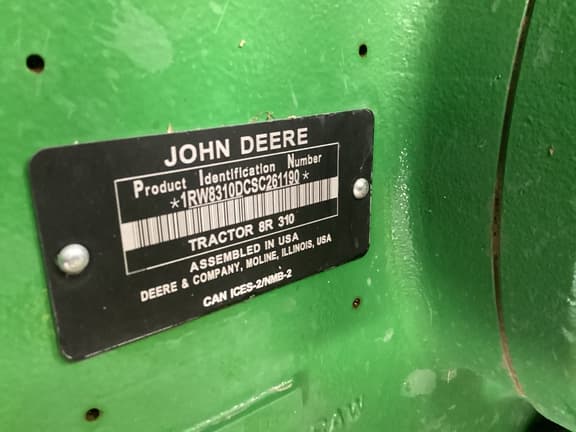 JOHN DEERE
Product Identification Number
*1RW8310DCSC261190*
TRACTOR 8R 310
ASSEMBLED IN USA
DEERE & COMPANY, MOLINE, ILLINOIS, USA
CAN ICES-2/NMB-2